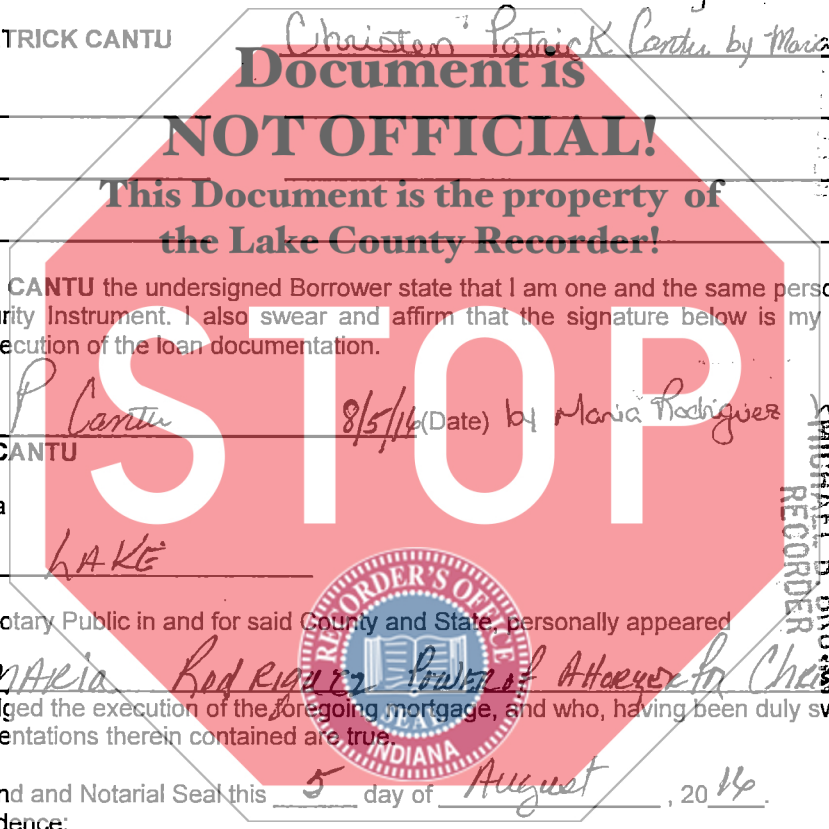 TRICK CANTU Christen Patrick Cantu by Maria
Document is
NOT OFFICIAL!
This Document is the property of
the Lake County Recorder!
CANTU the undersigned Borrower state that I am one and the same perso
rity Instrument. I also swear and affirm that the signature below is my
ecution of the loan documentation.
STOP
P Cantu 8/5/16 (Date) by Maria Rodriguez
CANTU
a
RECORDER
LAKE
RECORDER'S OFFICE
SEAL
INDIANA
otary Public in and for said County and State, personally appeared
Maria Rodriguez Power of Attorney for Chris
ged the execution of the foregoing mortgage, and who, having been duly sw
entations therein contained are true.
nd and Notarial Seal this 5 day of August, 2016.
dence: